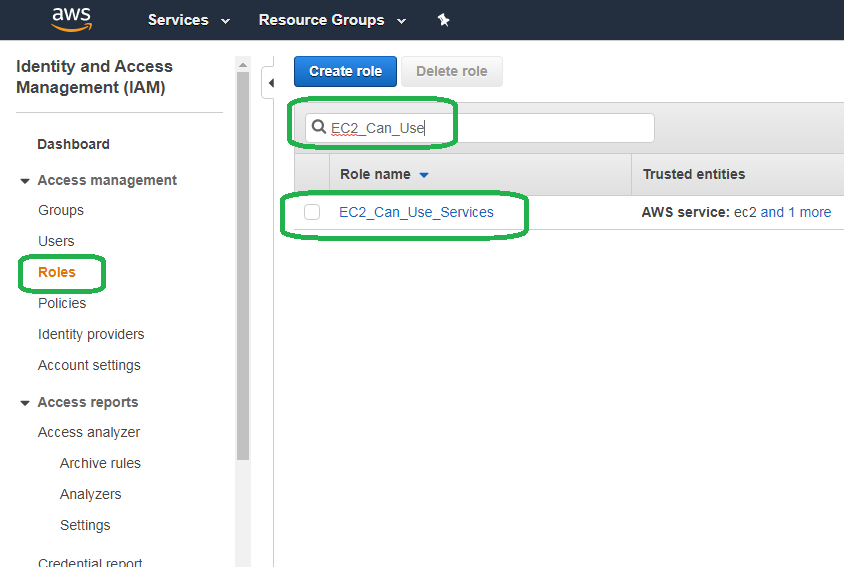 aws Services Resource Groups
Identity and Access
Management (IAM)
Dashboard
Access management
Groups
Users
Roles
Policies
Identity providers
Account settings
Access reports
Access analyzer
Archive rules
Analyzers
Settings
Credential report
Create role Delete role
EC2_Can_Use
Role name Trusted entities
EC2_Can_Use_Services AWS service: ec2 and 1 more